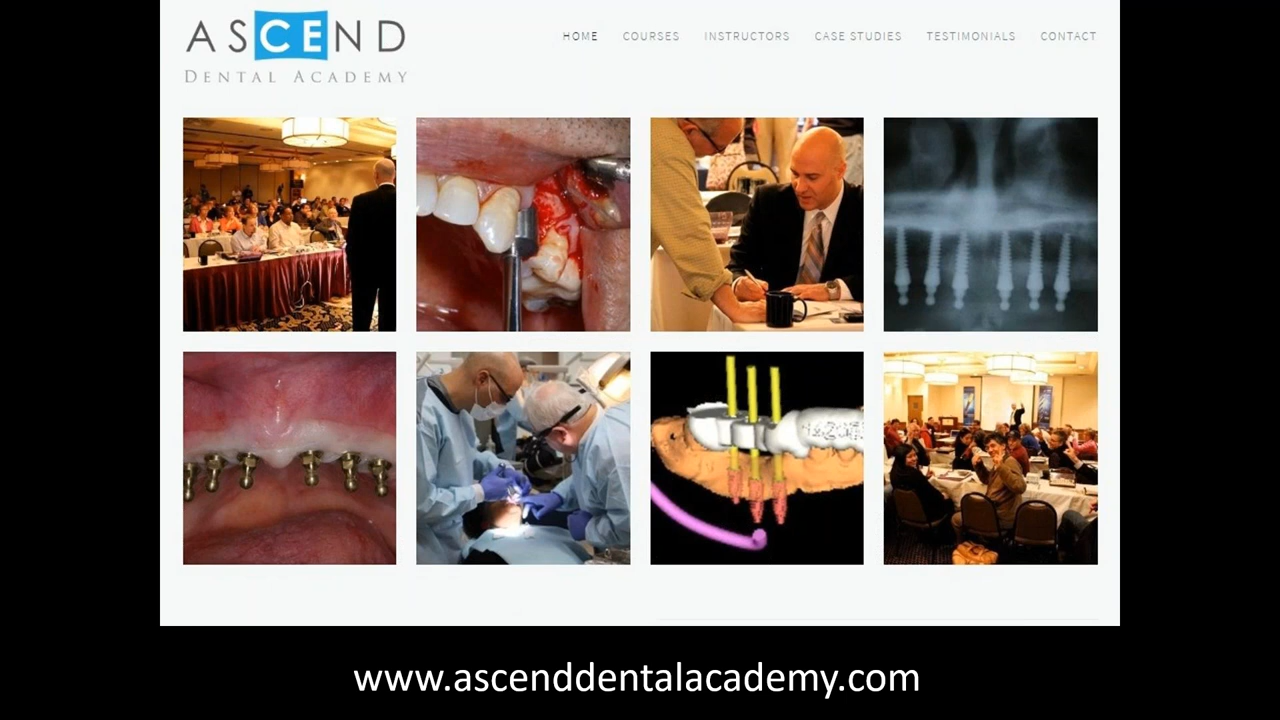 ASCEND
DENTAL ACADEMY
HOME COURSES INSTRUCTORS CASE STUDIES TESTIMONIALS CONTACT
www.ascenddentalacademy.com